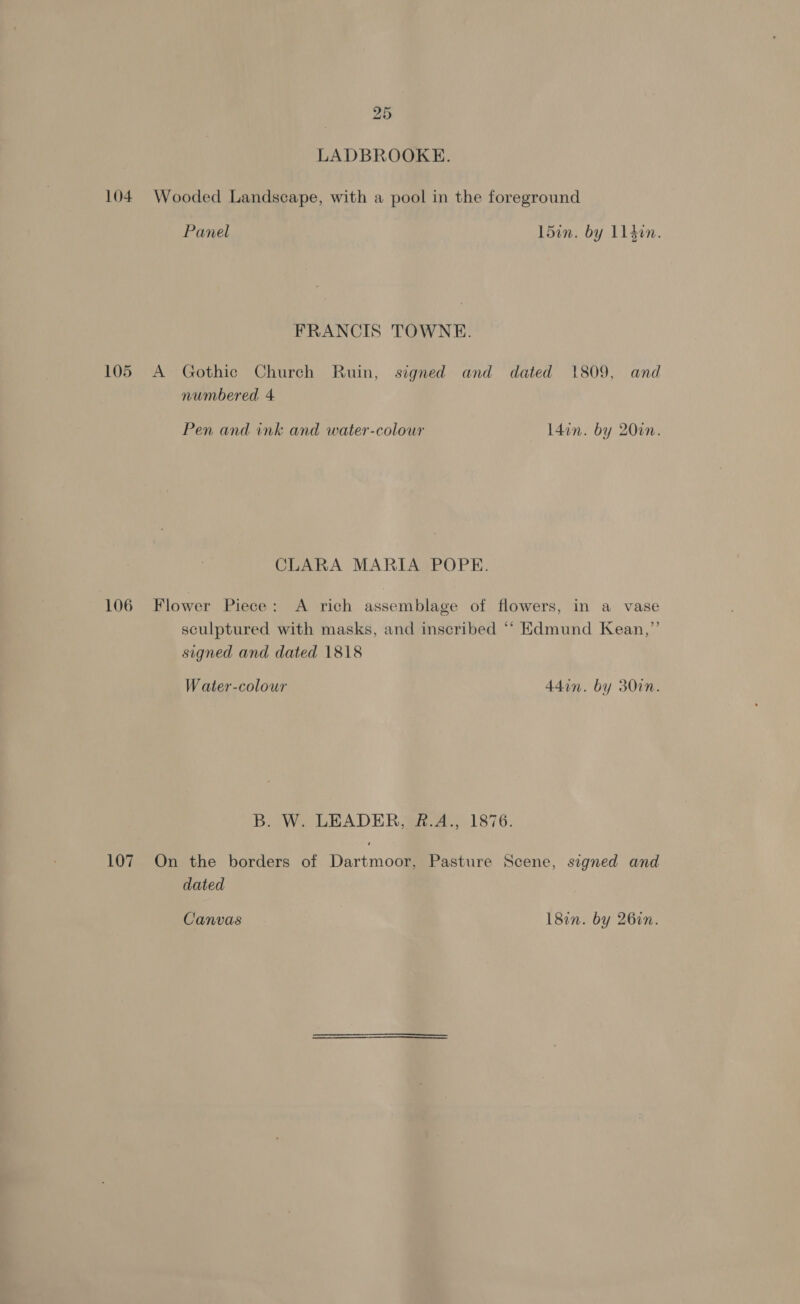 25
LADBROOKE.
104 Wooded Landscape, with a pool in the foreground
Panel 15in. by 11½in.
FRANCIS TOWNE.
105 A Gothic Church Ruin, signed and dated 1809, and
numbered 4
Pen and ink and water-colour 14in. by 20in.
CLARA MARIA POPE.
106 Flower Piece: A rich assemblage of flowers, in a vase
sculptured with masks, and inscribed “ Edmund Kean,”
signed and dated 1818
Water-colour 44in. by 30in.
B. W. LEADER, R.A., 1876.
107 On the borders of Dartmoor, Pasture Scene, signed and
dated
Canvas 18in. by 26in.